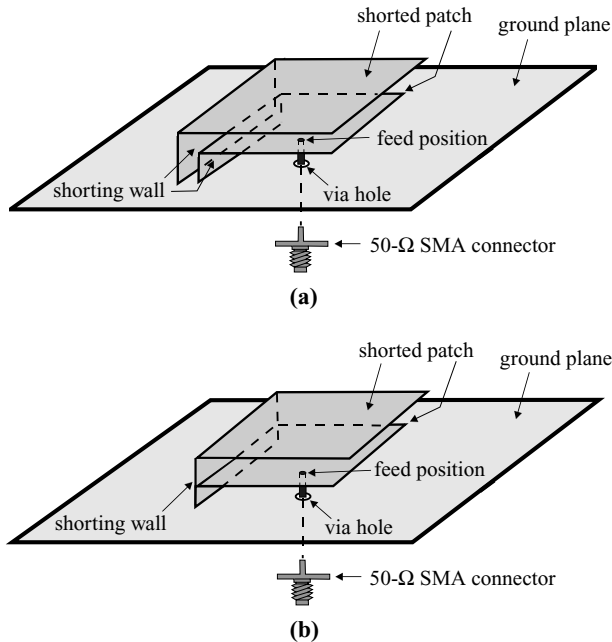 shorted patch
ground plane
feed position
shorting wall
via hole
50-Ω SMA connector
(a)
shorted patch
ground plane
feed position
shorting wall
via hole
50-Ω SMA connector
(b)